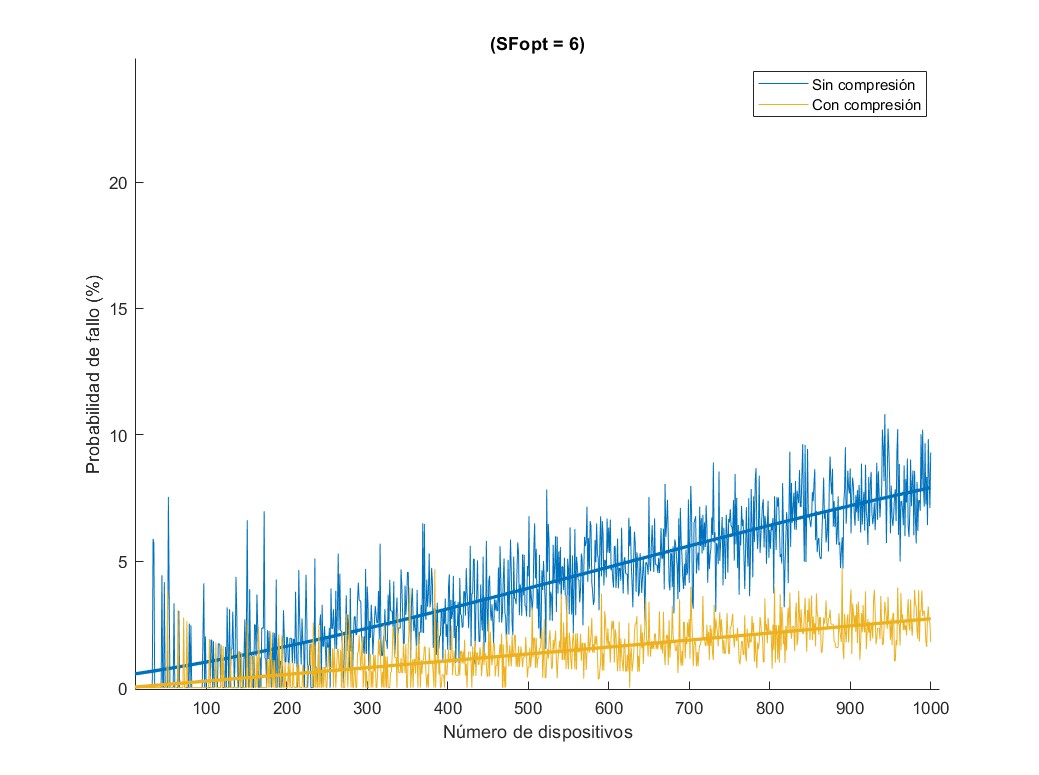 (SFopt = 6)
Sin compresión
Con compresión
Probabilidad de fallo (%)
20
15
10
5
0
100 200 300 400 500 600 700 800 900 1000
Número de dispositivos